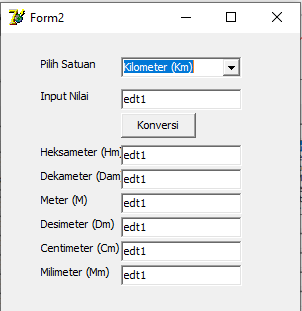 Form2
Pilih Satuan Kilometer (Km)
Input Nilai edt1
Konversi
Heksameter (Hm) edt1
Dekameter (Dam edt1
Meter (M) edt1
Desimeter (Dm) edt1
Centimeter (Cm) edt1
Milimeter (Mm) edt1